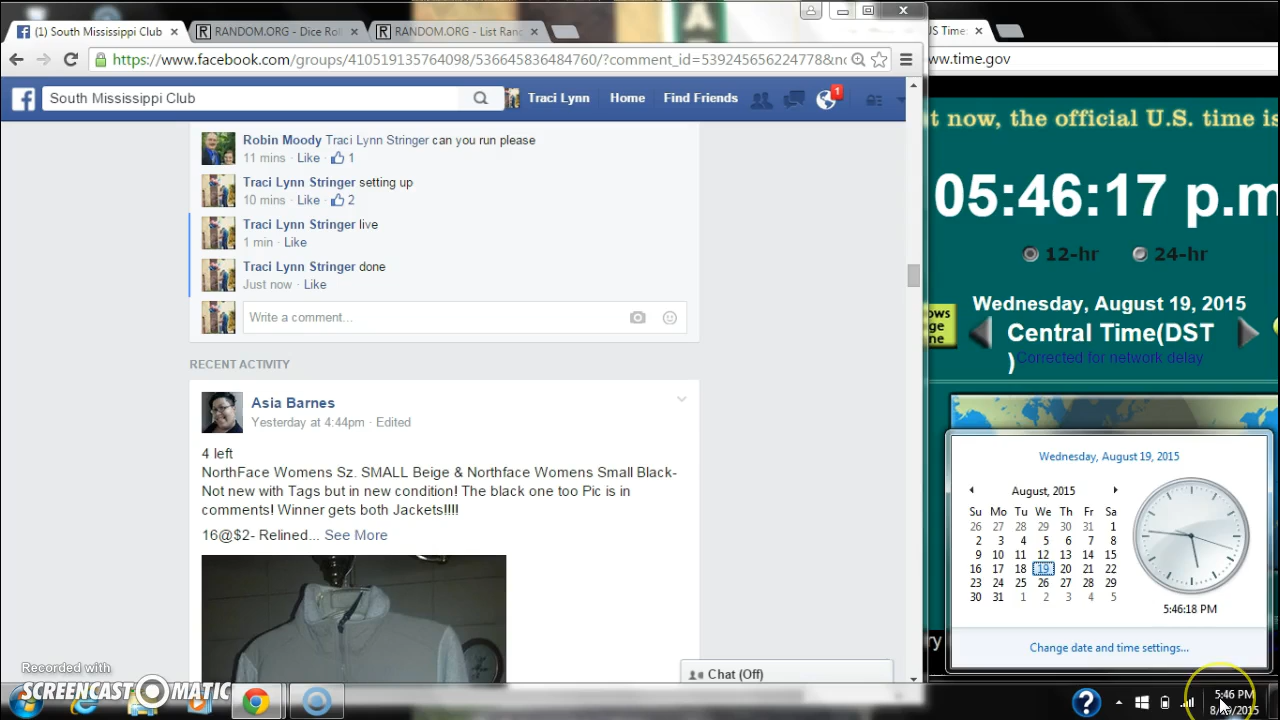 (1) South Mississippi Club
RANDOM.ORG - Dice Roll
RANDOM.ORG - List Ran
US Time:
https://www.facebook.com/groups/410519135764098/536645836484760/?comment_id=539245656224778&no
ww.time.gov
South Mississippi Club
Traci Lynn
Home
Find Friends
1
t now, the official U.S. time is
Robin Moody Traci Lynn Stringer can you run please
11 mins · Like · 1
Traci Lynn Stringer setting up
10 mins · Like · 2
Traci Lynn Stringer live
1 min · Like
Traci Lynn Stringer done
Just now · Like
Write a comment...
05:46:17 p.m
12-hr
24-hr
Wednesday, August 19, 2015
Central Time(DST
)
Corrected for network delay
ows
ge
ne
RECENT ACTIVITY
Asia Barnes
Yesterday at 4:44pm · Edited
4 left
NorthFace Womens Sz. SMALL Beige & Northface Womens Small Black-
Not new with Tags but in new condition! The black one too Pic is in
comments! Winner gets both Jackets!!!!
16@$2- Relined... See More
Wednesday, August 19, 2015
August, 2015
Su Mo Tu We Th Fr Sa
26 27 28 29 30 31 1
2 3 4 5 6 7 8
9 10 11 12 13 14 15
16 17 18 19 20 21 22
23 24 25 26 27 28 29
30 31 1 2 3 4 5
5:46:18 PM
Change date and time settings...
ry
Chat (Off)
Recorded with
SCREENCAST MATIC
5:46 PM
8/19/2015